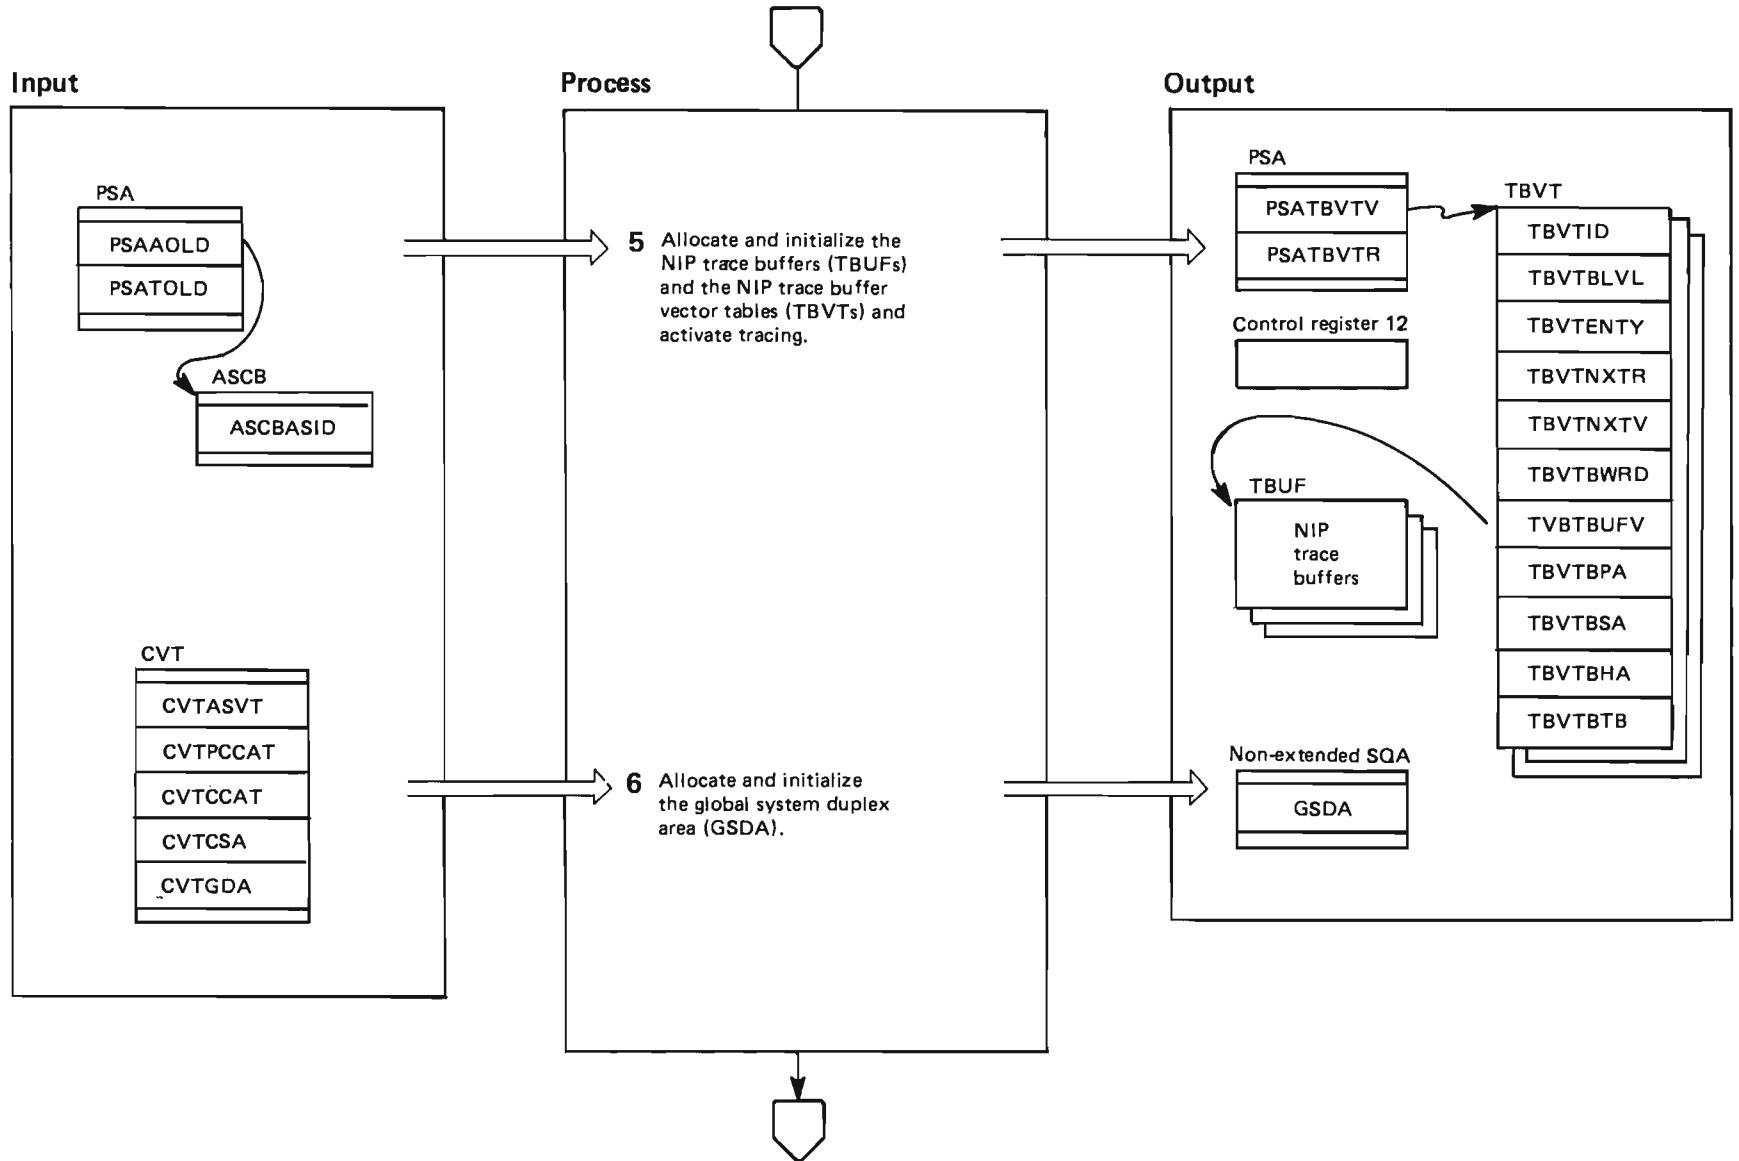 Input
PSA
PSAAOLD
PSATOLD
ASCB
ASCBASID
CVT
CVTASVT
CVTPCCAT
CVTCCAT
CVTCSA
CVTGDA
Process
5 Allocate and initialize the
NIP trace buffers (TBUFs)
and the NIP trace buffer
vector tables (TBVTs) and
activate tracing.
6 Allocate and initialize
the global system duplex
area (GSDA).
Output
PSA
PSATBVTV
PSATBVTR
Control register 12
TBUF
NIP
trace
buffers
TBVT
TBVTID
TBVTBLVL
TBVTENTY
TBVTNXTR
TBVTNXTV
TBVTBWRD
TVBTBUFV
TBVTBPA
TBVTBSA
TBVTBHA
TBVTBTB
Non-extended SQA
GSDA